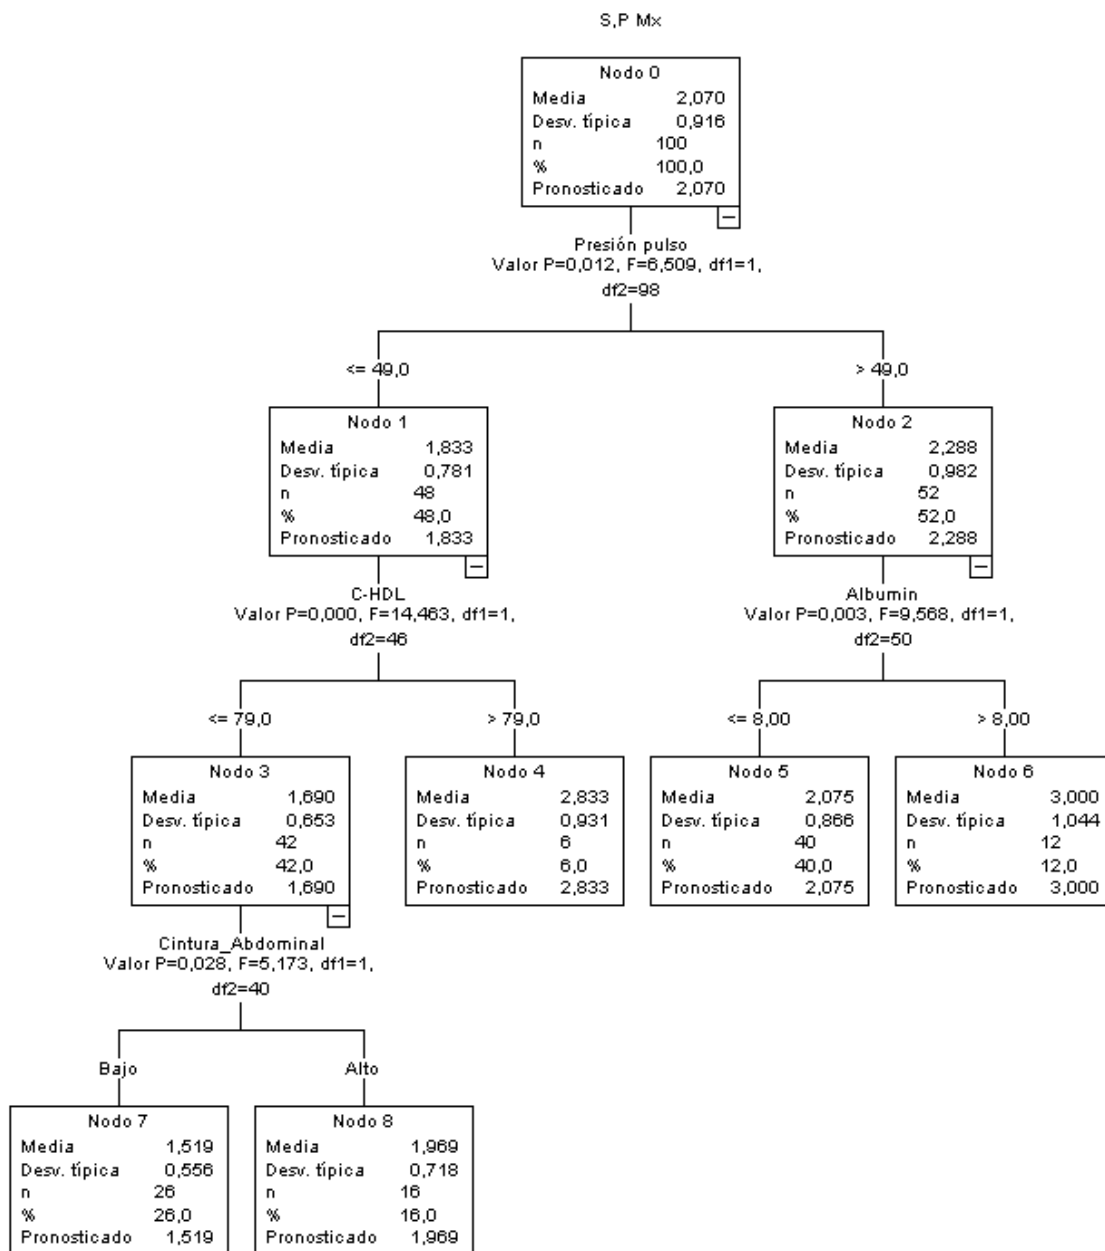 S,P Mx
Nodo 0
Media 2,070
Desv. típica 0,916
n 100
% 100,0
Pronosticado 2,070
Presión pulso
Valor P=0,012, F=6,509, df1=1,
df2=98
<= 49,0
> 49,0
Nodo 1
Media 1,833
Desv. típica 0,781
n 48
% 48,0
Pronosticado 1,833
Nodo 2
Media 2,288
Desv. típica 0,982
n 52
% 52,0
Pronosticado 2,288
C-HDL
Valor P=0,000, F=14,463, df1=1,
df2=46
Albumin
Valor P=0,003, F=9,568, df1=1,
df2=50
<= 79,0
> 79,0
<= 8,00
> 8,00
Nodo 3
Media 1,690
Desv. típica 0,653
n 42
% 42,0
Pronosticado 1,690
Nodo 4
Media 2,833
Desv. típica 0,931
n 6
% 6,0
Pronosticado 2,833
Nodo 5
Media 2,075
Desv. típica 0,866
n 40
% 40,0
Pronosticado 2,075
Nodo 6
Media 3,000
Desv. típica 1,044
n 12
% 12,0
Pronosticado 3,000
Cintura_Abdominal
Valor P=0,028, F=5,173, df1=1,
df2=40
Bajo
Alto
Nodo 7
Media 1,519
Desv. típica 0,556
n 26
% 26,0
Pronosticado 1,519
Nodo 8
Media 1,969
Desv. típica 0,718
n 16
% 16,0
Pronosticado 1,969